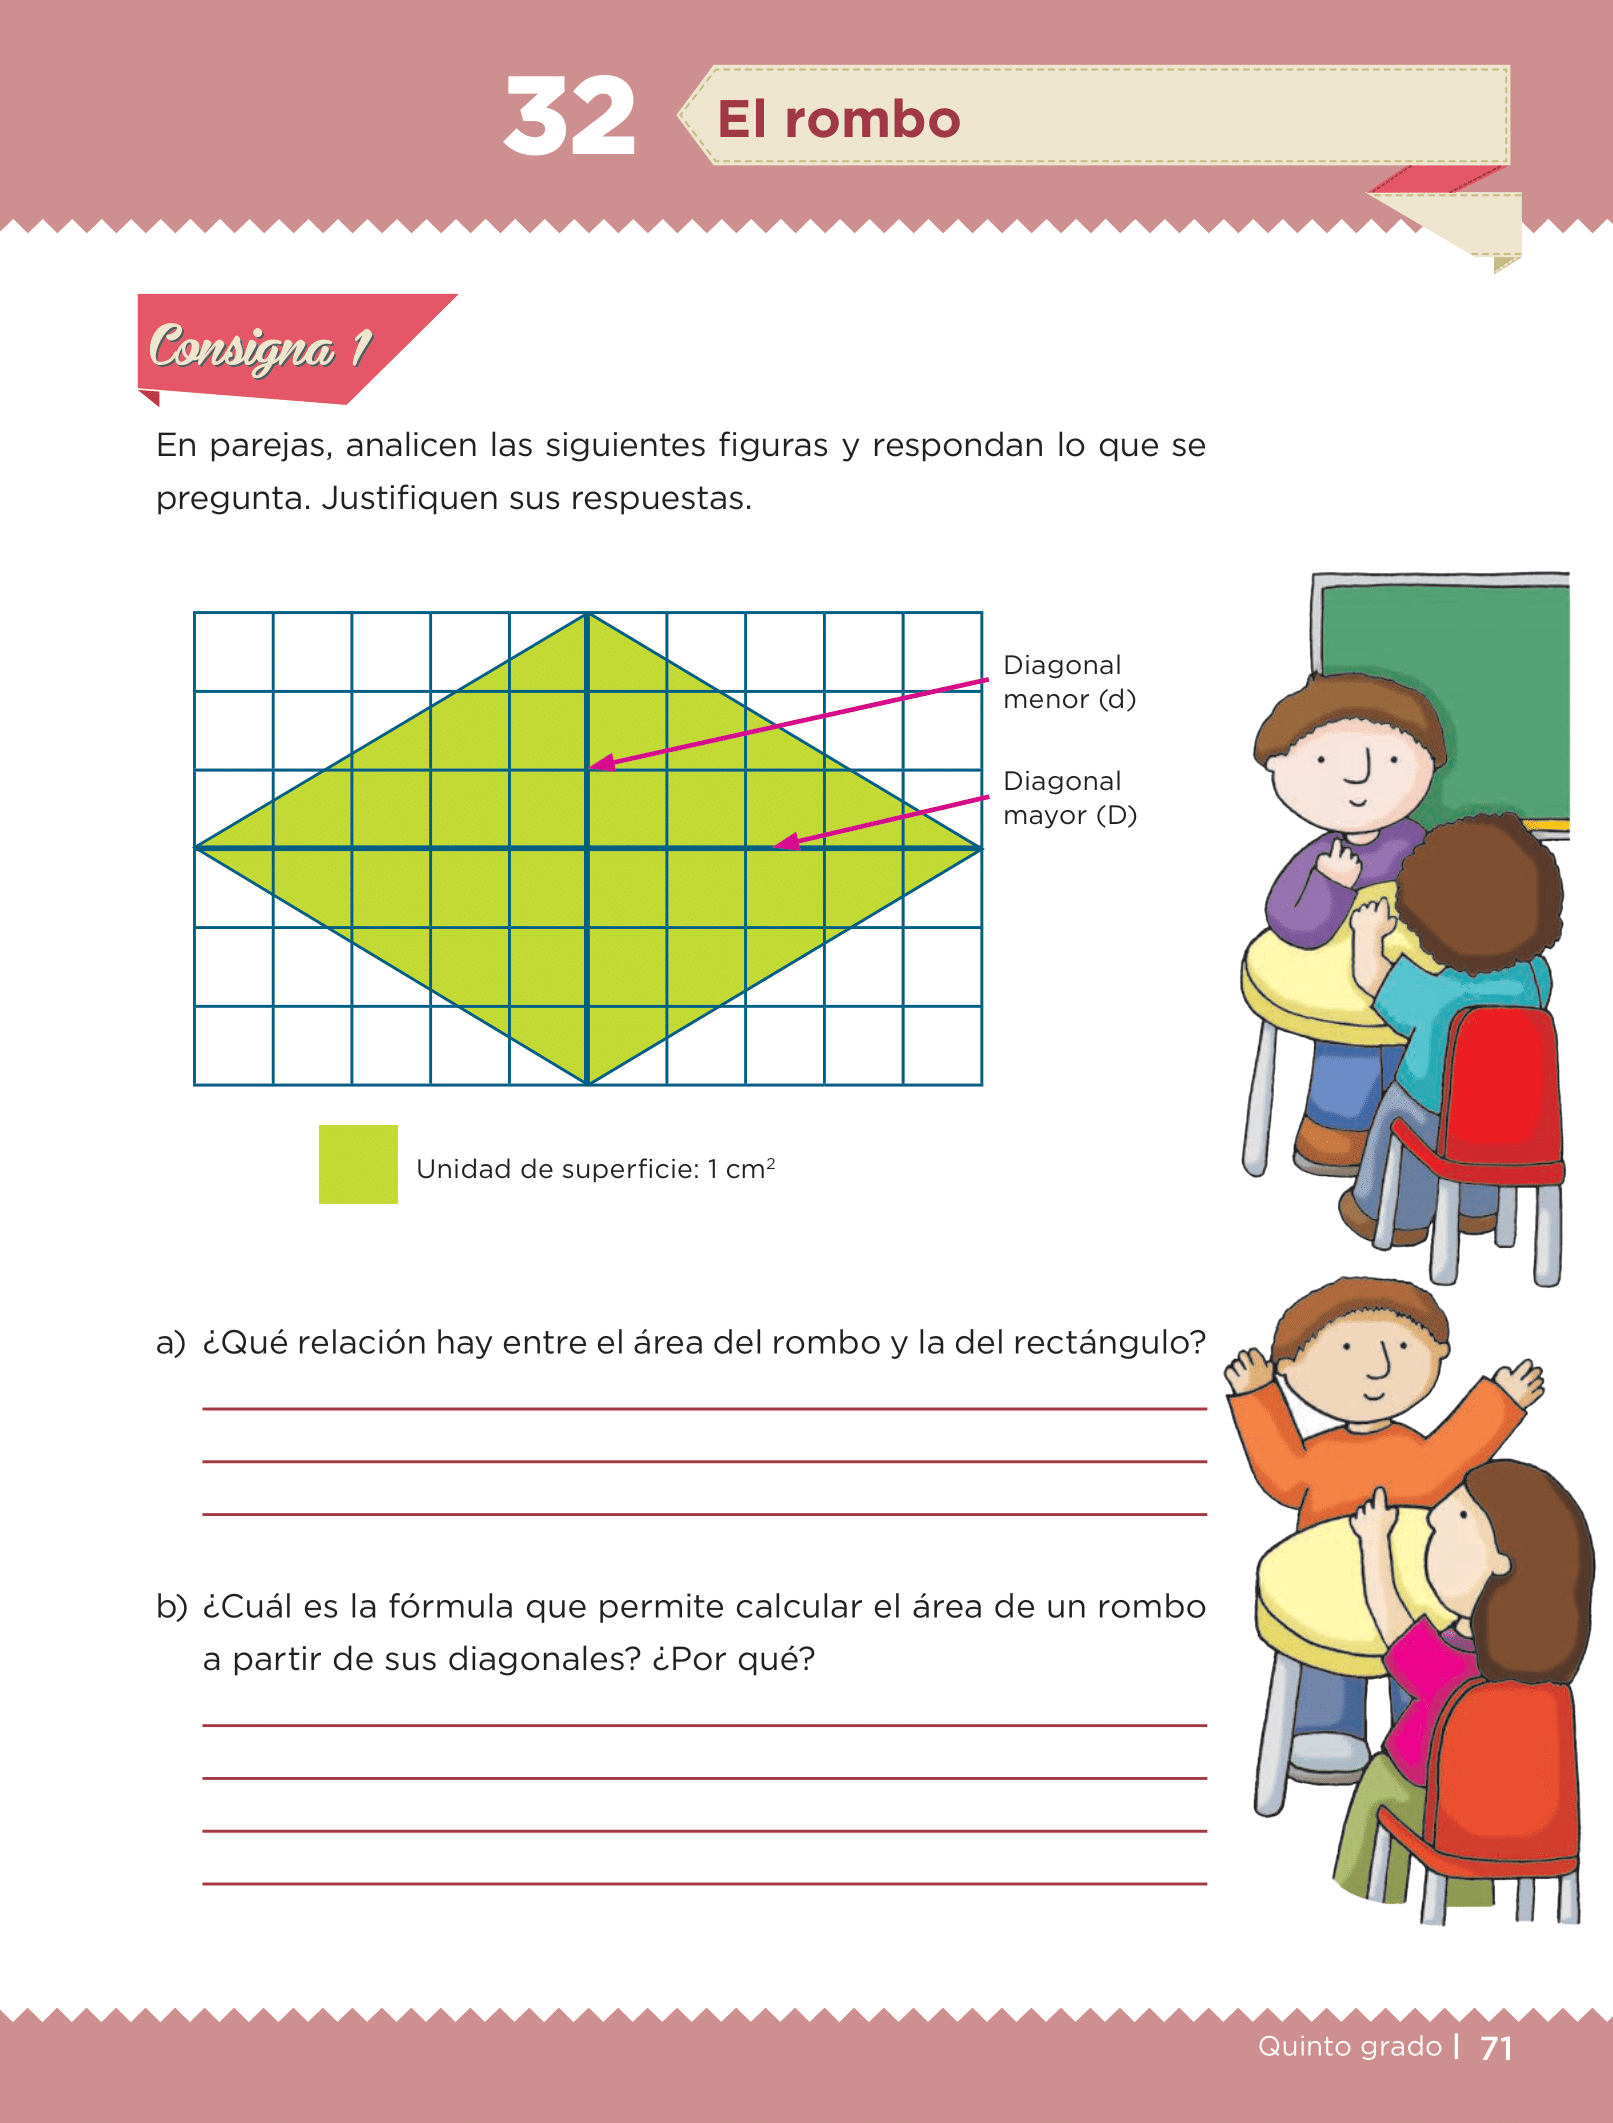 32
El rombo
Consigna 1
En parejas, analicen las siguientes figuras y respondan lo que se
pregunta. Justifiquen sus respuestas.
Diagonal
menor (d)
Diagonal
mayor (D)
Unidad de superficie: 1 cm²
a) ¿Qué relación hay entre el área del rombo y la del rectángulo?
b) ¿Cuál es la fórmula que permite calcular el área de un rombo
a partir de sus diagonales? ¿Por qué?
Quinto grado | 71